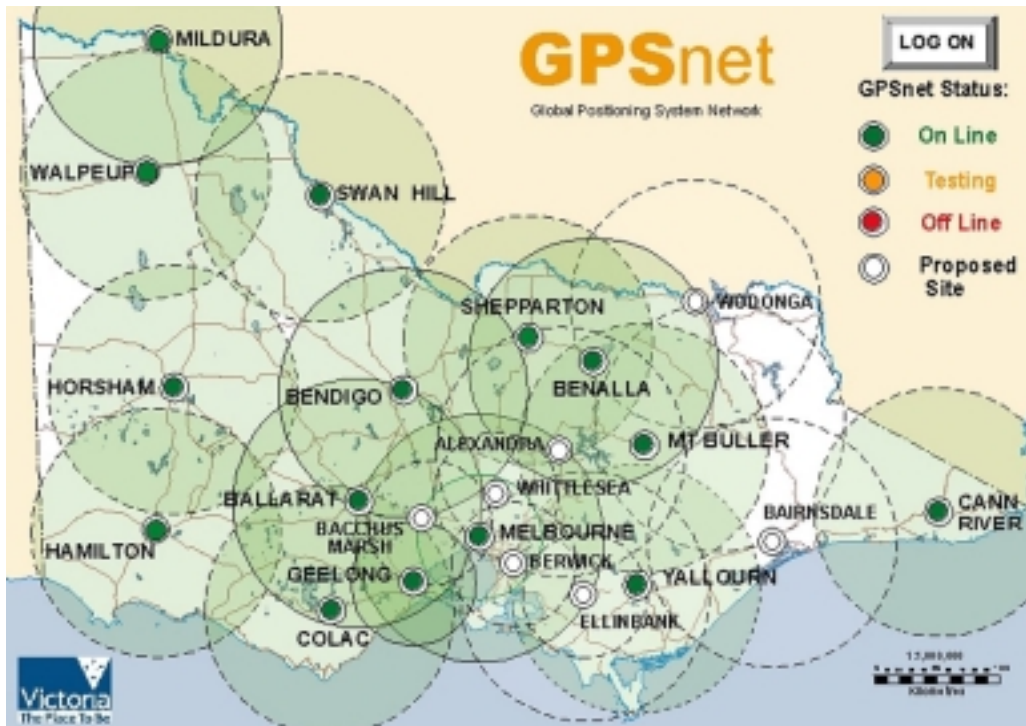 MILDURA
GPSnet
Global Positioning System Network
LOG ON
GPSnet Status:
On Line
Testing
Off Line
Proposed
Site
WALPEUP
SWAN HILL
SHEPPARTON
WODONGA
HORSHAM
BENDIGO
BENALLA
ALEXANDRA
MT BULLER
WHITTLESEA
BALLARAT
BACCHUS
MARSH
MELBOURNE
BAIRNSDALE
CANN
RIVER
HAMILTON
BERWICK
GEELONG
YALLOURN
ELLINBANK
COLAC
Victoria
The Place To Be
Kilometres